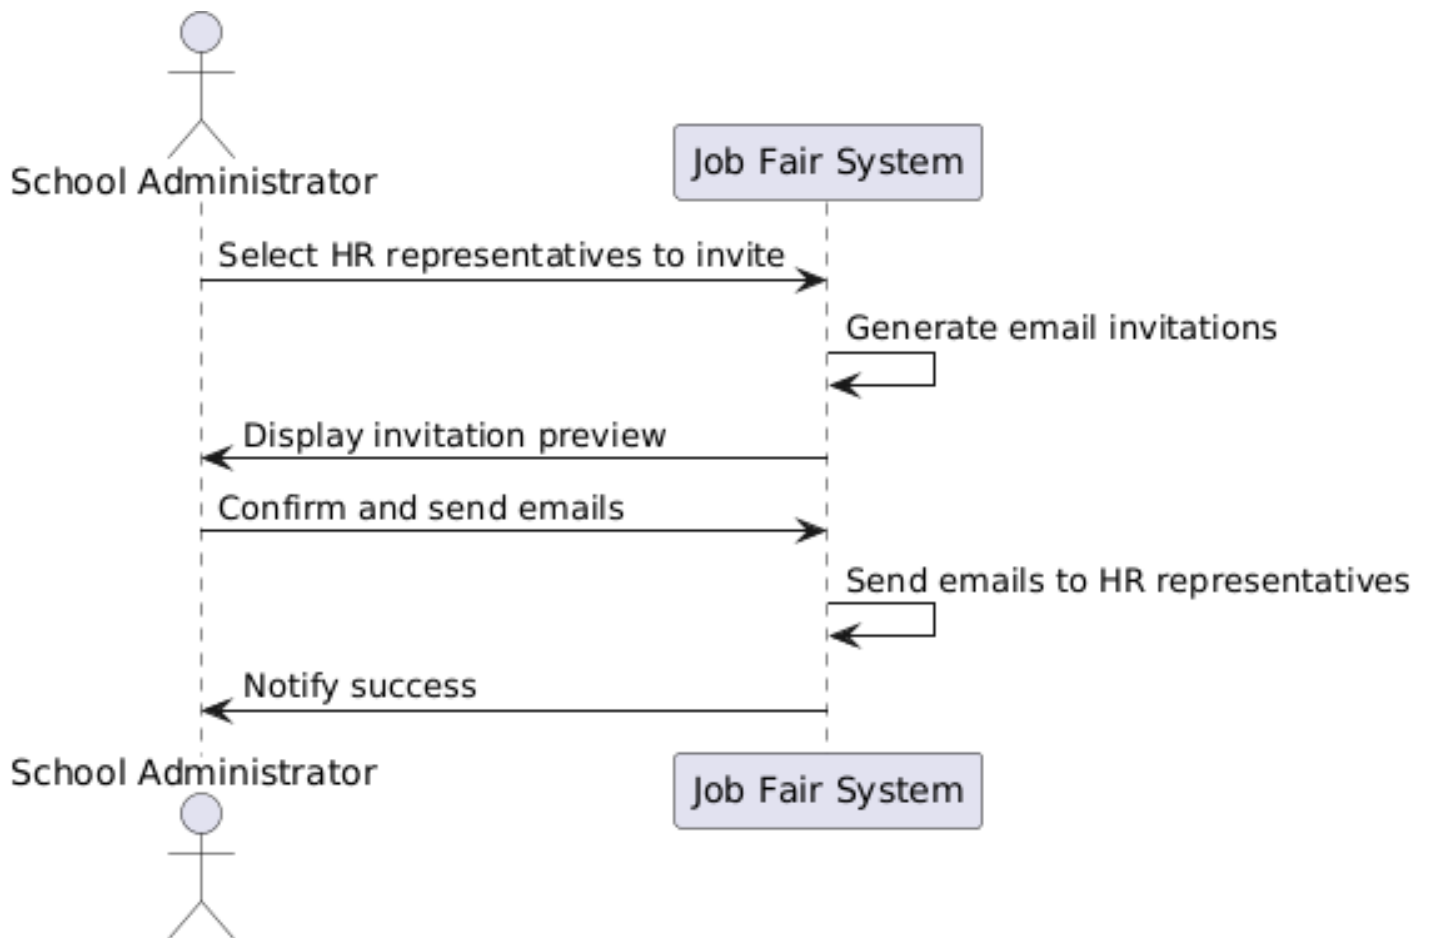 School Administrator
Job Fair System
Select HR representatives to invite
Generate email invitations
Display invitation preview
Confirm and send emails
Send emails to HR representatives
Notify success
School Administrator
Job Fair System